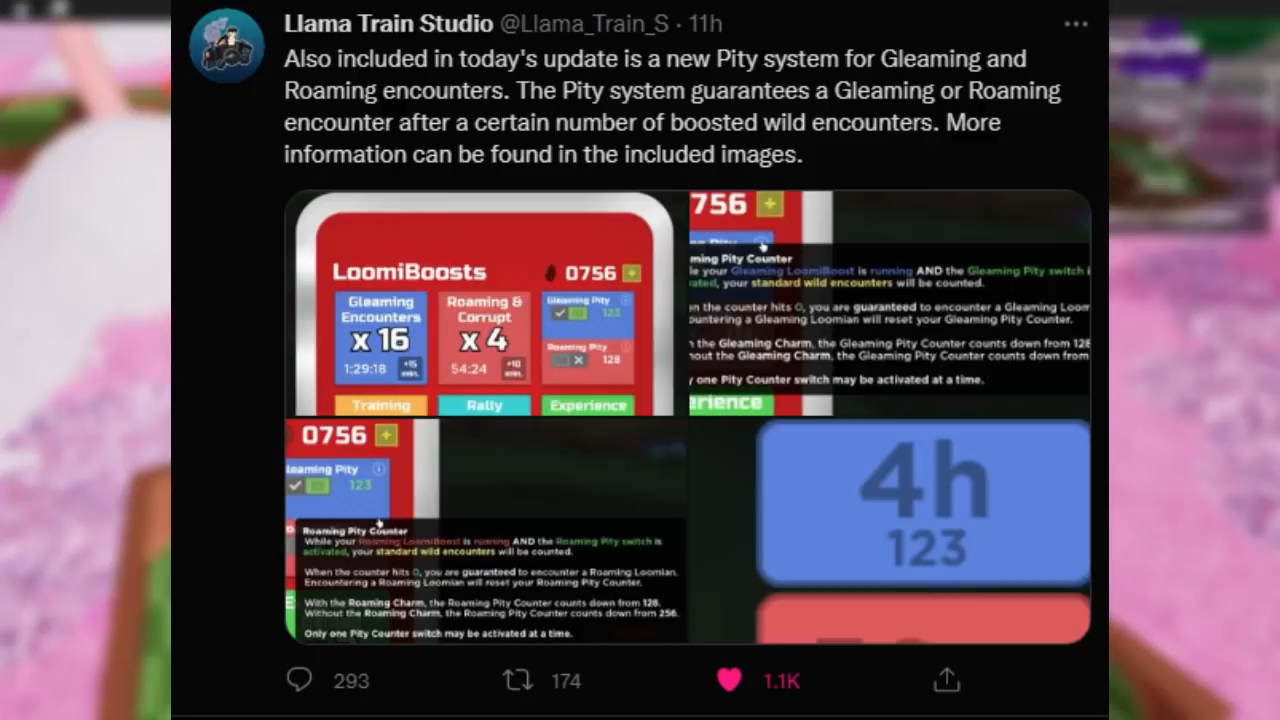 Llama Train Studio @Llama_Train_S · 11h
Also included in today's update is a new Pity system for Gleaming and
Roaming encounters. The Pity system guarantees a Gleaming or Roaming
encounter after a certain number of boosted wild encounters. More
information can be found in the included images.
LoomiBoosts 0756 +
Gleaming Encounters
x 16
1:29:18 +15 min.
Roaming & Corrupt
x 4
54:24 +10 min.
Gleaming Pity
123
Roaming Pity
128
Training Rally Experience
756 +
ming Pity Counter
le your Gleaming LoomiBoost is running AND the Gleaming Pity switch i
ated, your standard wild encounters will be counted.
n the counter hits 0, you are guaranteed to encounter a Gleaming Loom
ountering a Gleaming Loomian will reset your Gleaming Pity Counter.
the Gleaming Charm, the Gleaming Pity Counter counts down from 128
out the Gleaming Charm, the Gleaming Pity Counter counts down from
y one Pity Counter switch may be activated at a time.
erience
0756 +
leaming Pity
123
Roaming Pity Counter
While your Roaming LoomiBoost is running AND the Roaming Pity switch is
activated, your standard wild encounters will be counted.
When the counter hits 0, you are guaranteed to encounter a Roaming Loomian.
Encountering a Roaming Loomian will reset your Roaming Pity Counter.
With the Roaming Charm, the Roaming Pity Counter counts down from 128.
Without the Roaming Charm, the Roaming Pity Counter counts down from 256.
Only one Pity Counter switch may be activated at a time.
4h
123
293 174 1.1K